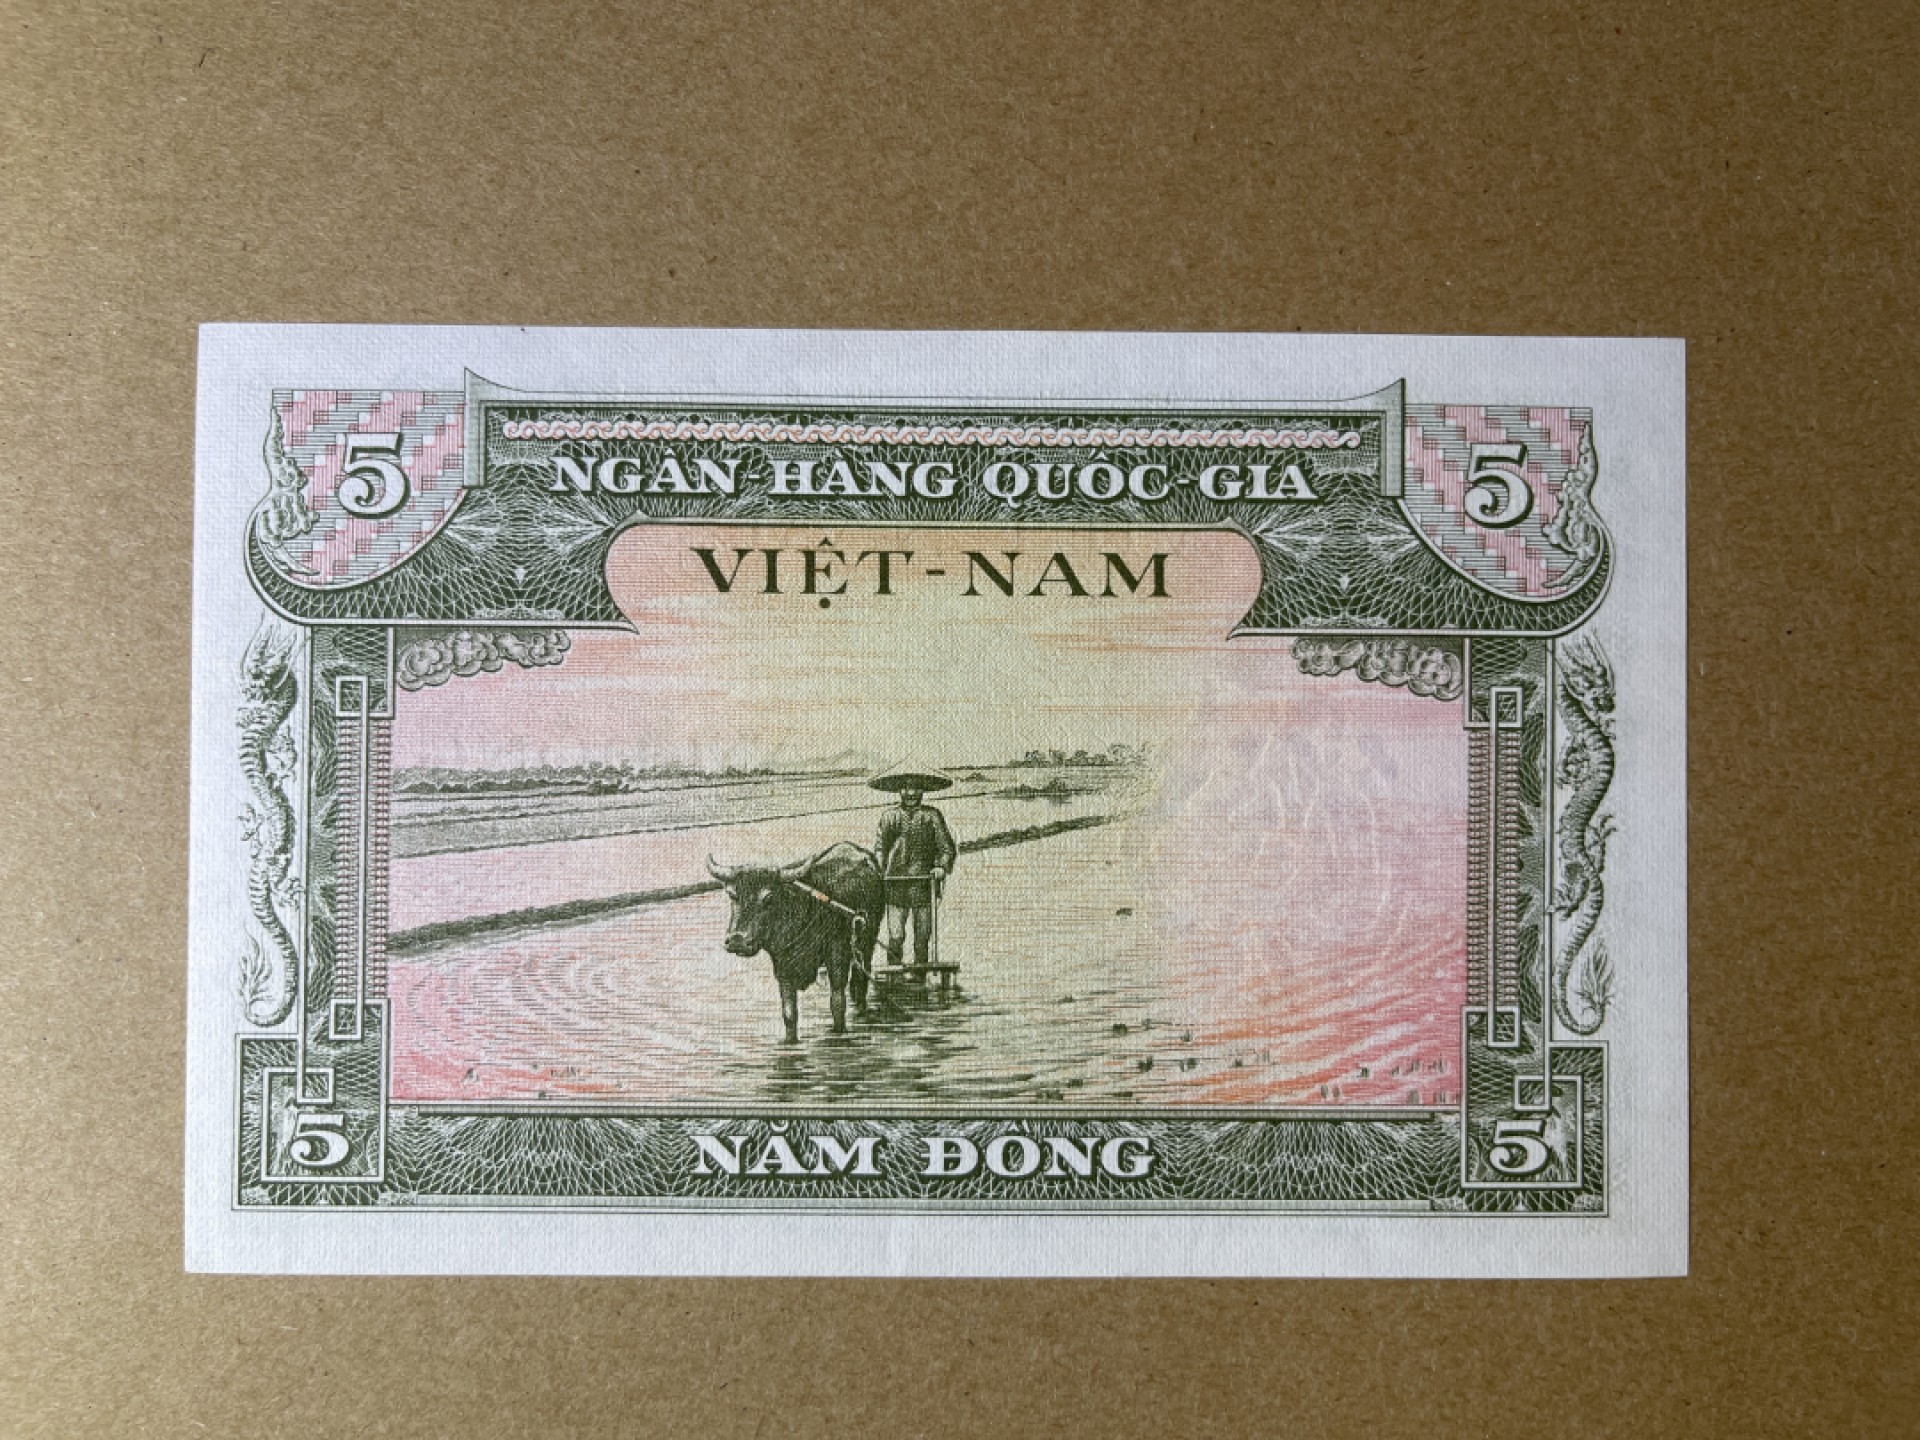 5 NGÂN-HÀNG QUỐC-GIA 5
VIỆT-NAM
5 NĂM ĐỒNG 5